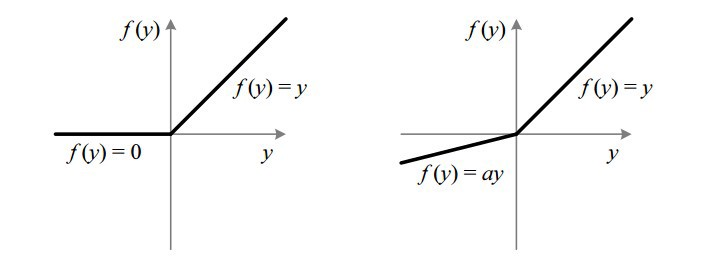 f(y)
f(y) = y
f(y) = 0
y
f(y)
f(y) = y
f(y) = ay
y